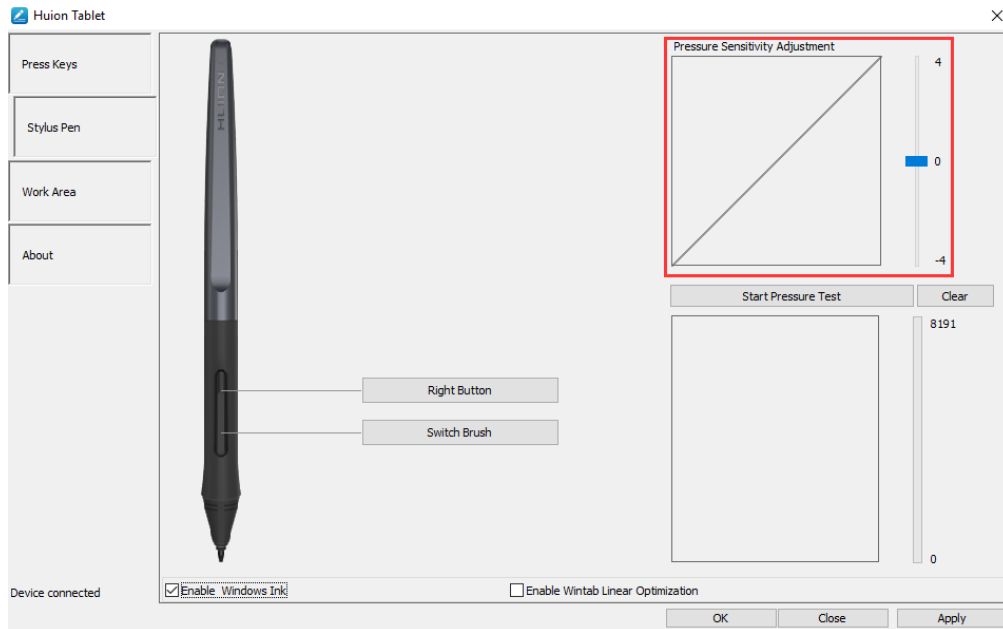 Huion Tablet
Press Keys
Stylus Pen
Work Area
About
Device connected
HUION
Pressure Sensitivity Adjustment
4
0
-4
Start Pressure Test
Clear
8191
0
Right Button
Switch Brush
Enable Windows Ink
Enable Wintab Linear Optimization
OK
Close
Apply